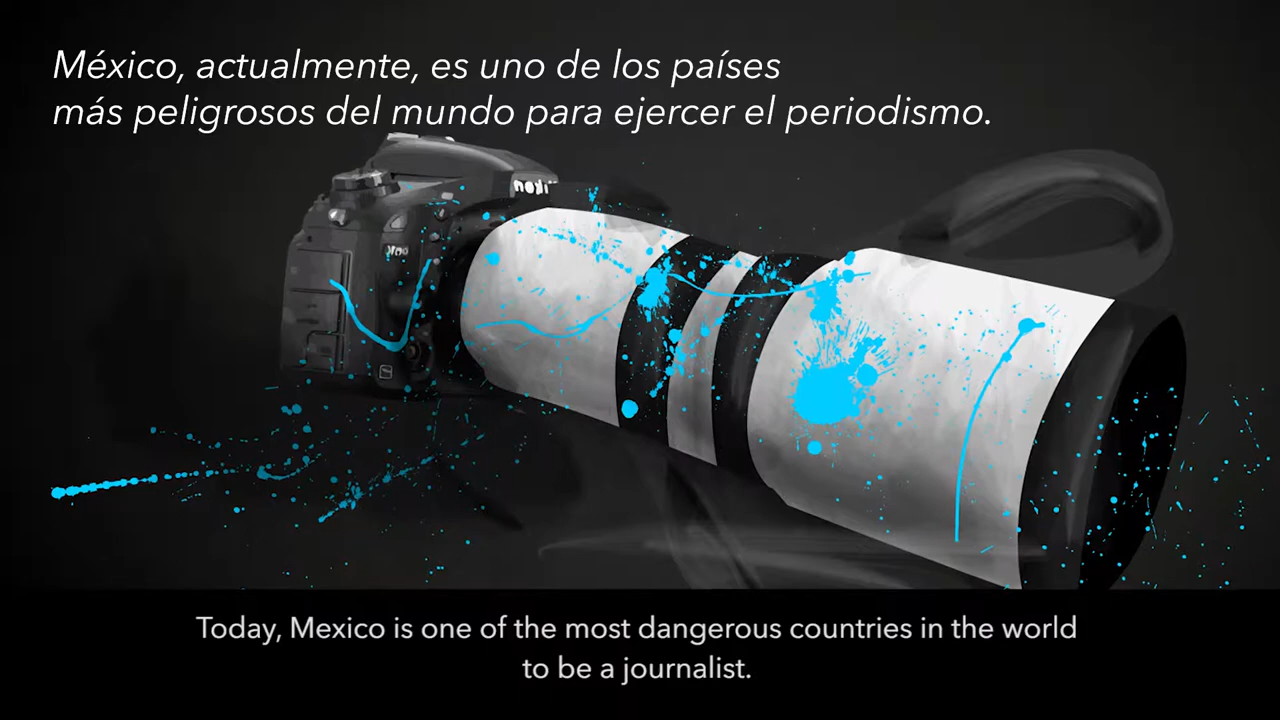 México, actualmente, es uno de los países
más peligrosos del mundo para ejercer el periodismo.
Today, Mexico is one of the most dangerous countries in the world
to be a journalist.